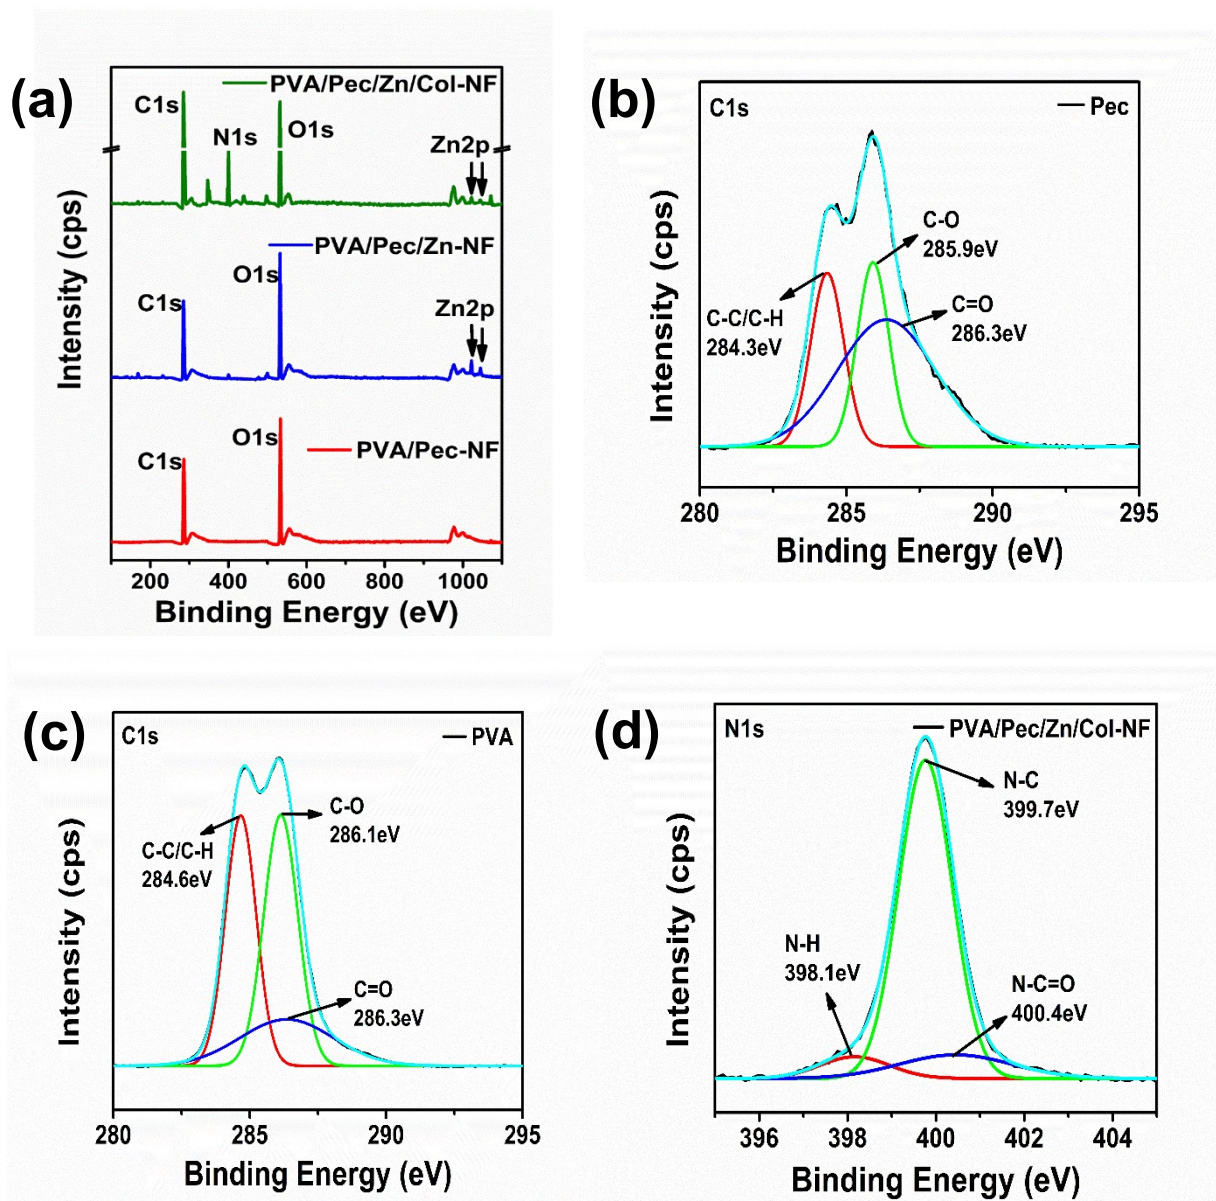 (a)
PVA/Pec/Zn/Col-NF
C1s
N1s
O1s
Zn2p
PVA/Pec/Zn-NF
O1s
C1s
Zn2p
O1s
PVA/Pec-NF
C1s
Intensity (cps)
200 400 600 800 1000
Binding Energy (eV)
(b)
C1s
Pec
C-O
285.9eV
C-C/C-H
284.3eV
C=O
286.3eV
Intensity (cps)
280 285 290 295
Binding Energy (eV)
(c)
C1s
PVA
C-O
286.1eV
C-C/C-H
284.6eV
C=O
286.3eV
Intensity (cps)
280 285 290 295
Binding Energy (eV)
(d)
N1s
PVA/Pec/Zn/Col-NF
N-C
399.7eV
N-H
398.1eV
N-C=O
400.4eV
Intensity (cps)
396 398 400 402 404
Binding Energy (eV)